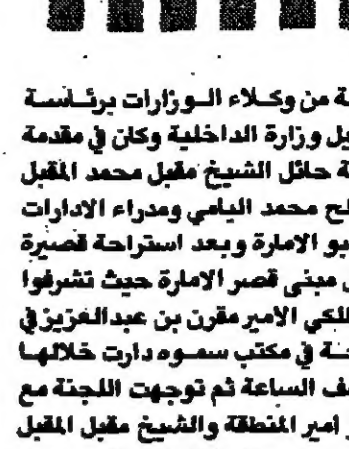 ة من وكلاء الوزارات برئاسة
يل وزارة الداخلية وكان في مقدمة
ة حائل الشيخ مقبل محمد المقبل
لح محمد اليامي ومدراء الادارات
بو الامارة وبعد استراحة قصيرة
مبنى قصر الامارة حيث تشرفوا
لملكي الامير مقرن بن عبدالعزيز في
جنة في مكتب سموه دارت خلالها
ف الساعة ثم توجهت اللجنة مع
امير المنطقة والشيخ مقبل المقبل